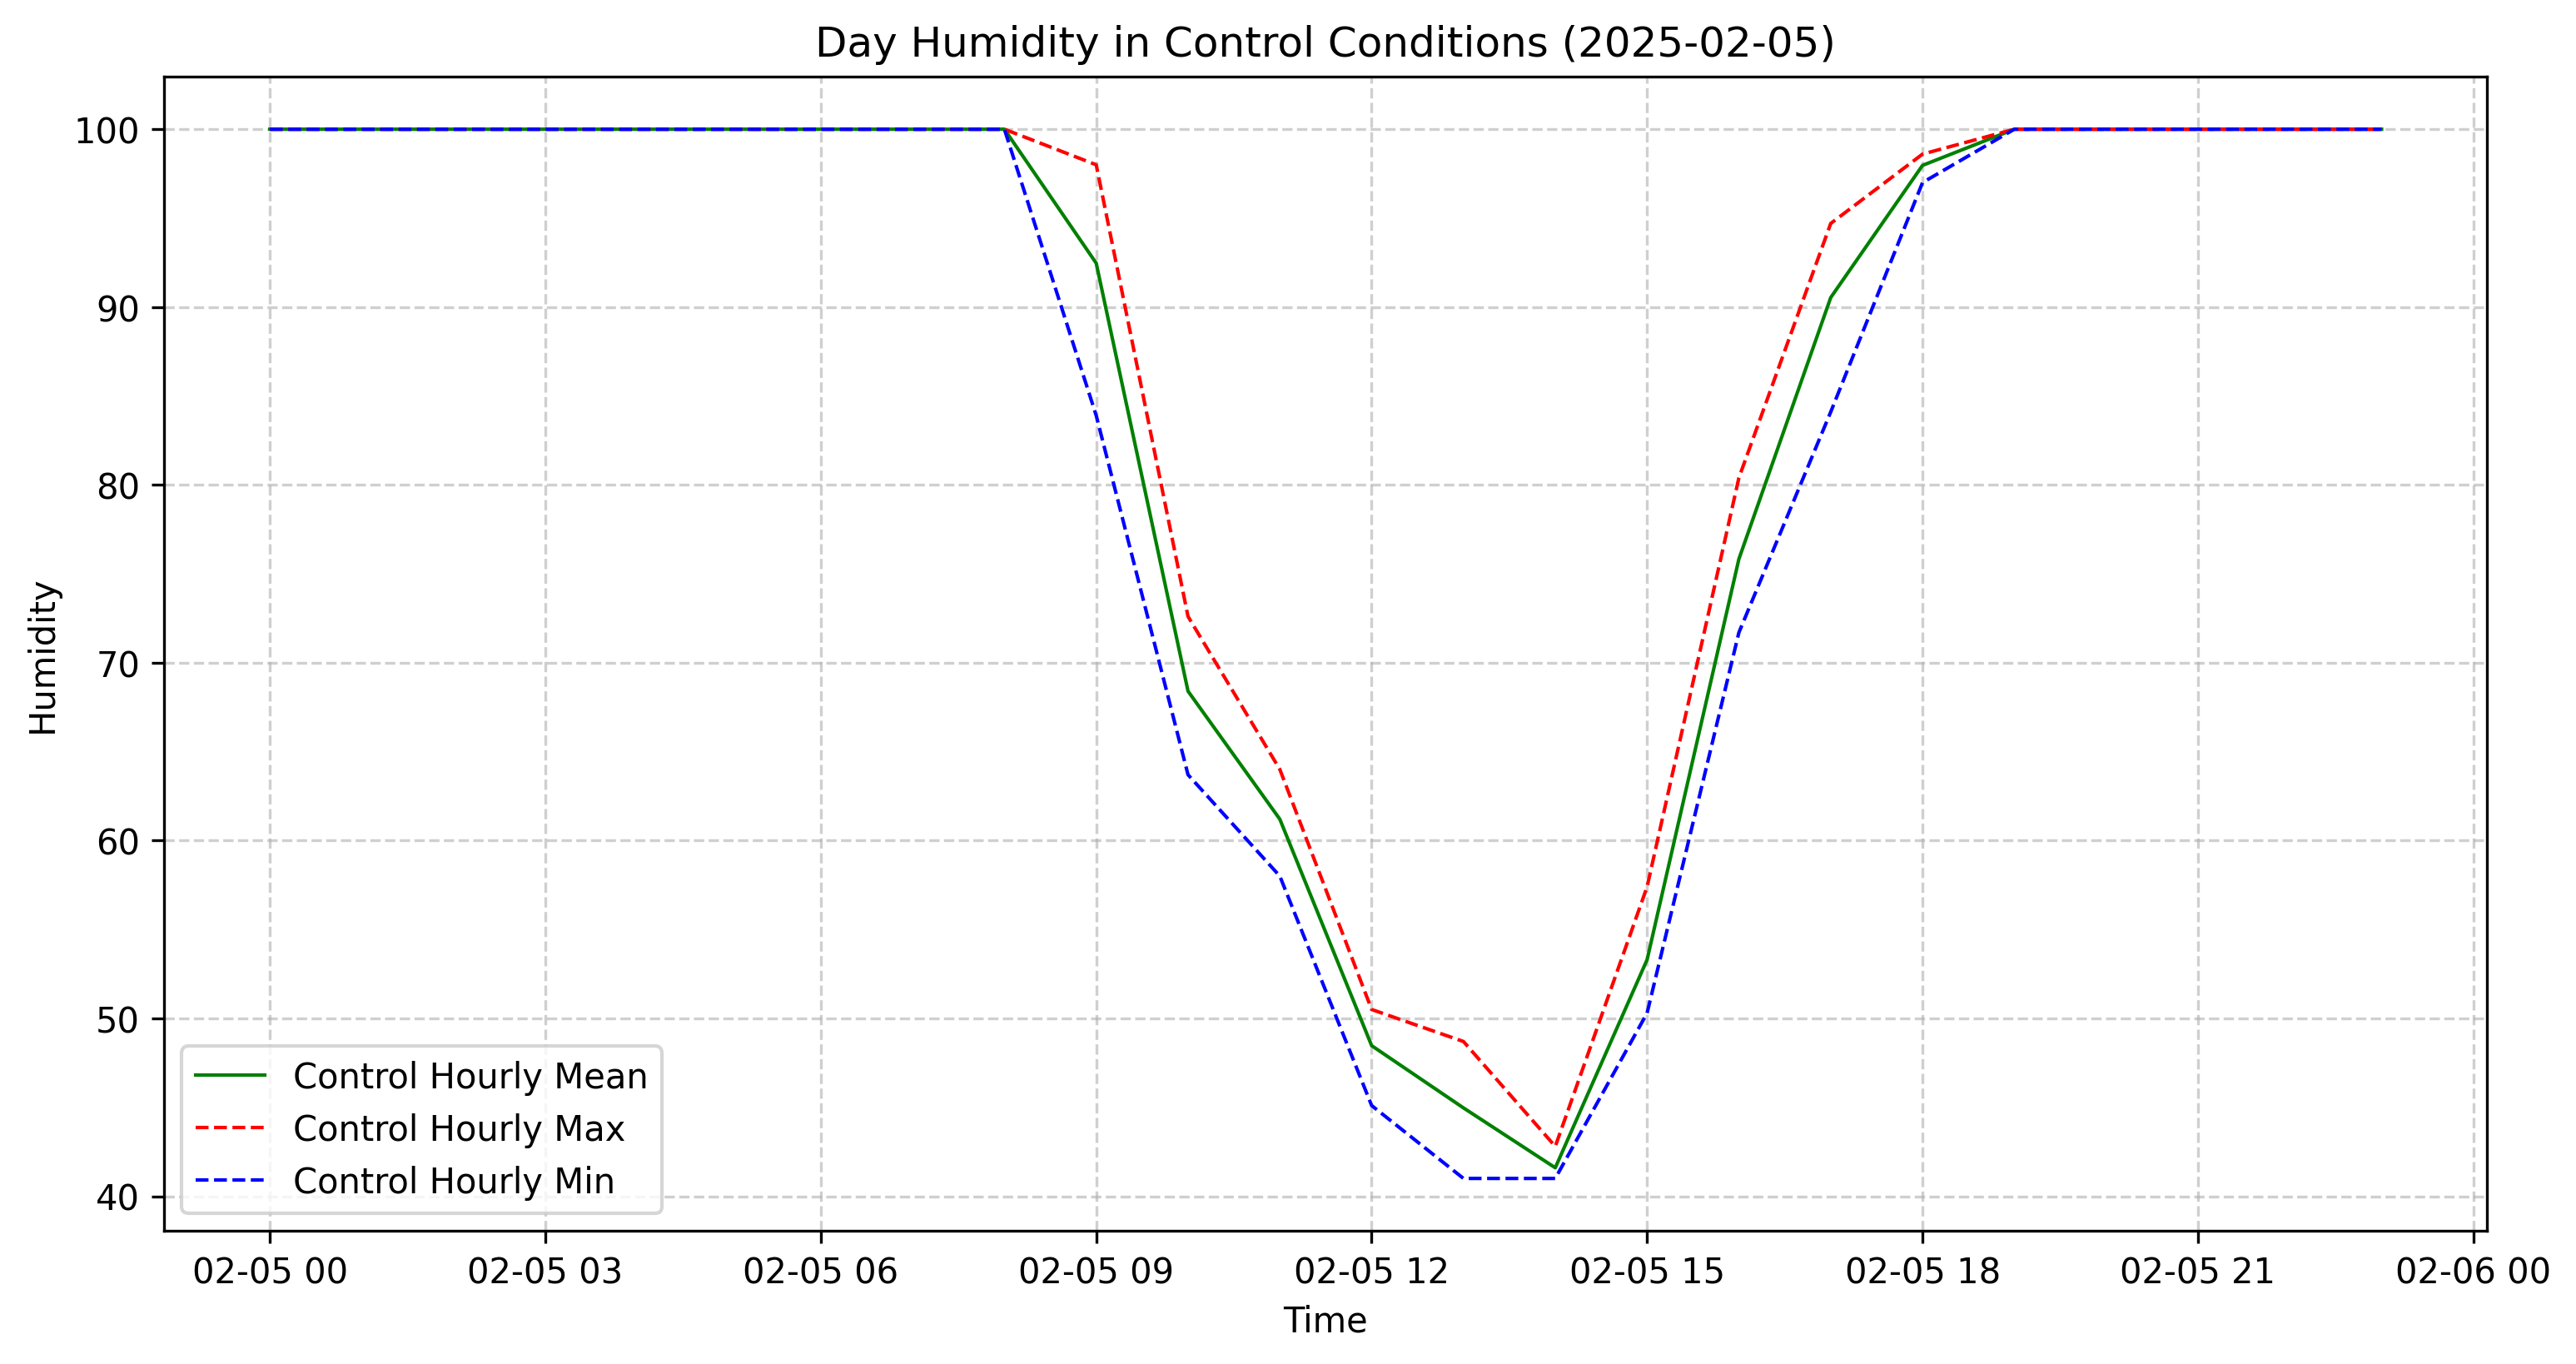 Day Humidity in Control Conditions (2025-02-05)
100
90
80
70
60
50
40
Humidity
Control Hourly Mean
Control Hourly Max
Control Hourly Min
02-05 00 02-05 03 02-05 06 02-05 09 02-05 12 02-05 15 02-05 18 02-05 21 02-06 00
Time